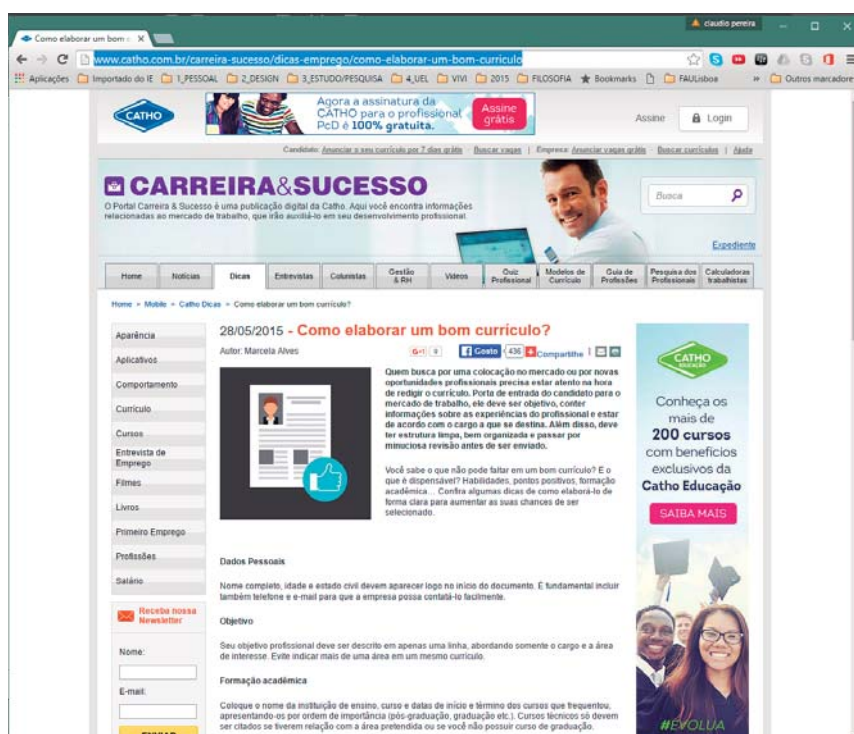 claudio pereira
Como elaborar um bom c
www.catho.com.br/carreira-sucesso/dicas-emprego/como-elaborar-um-bom-curriculo
Aplicações Importado do IE 1_PESSOAL 2_DESIGN 3_ESTUDO/PESQUISA 4_UEL VIVI 2015 FILOSOFIA Bookmarks FAULisboa » Outros marcadore
CATHO
Agora a assinatura da
CATHO para o profissional
PcD é 100% gratuita.
Assine
grátis
Assine
Login
Candidato: Anunciar o seu currículo por 7 dias grátis Buscar vagas | Empresa: Anunciar vagas grátis Buscar currículos | Ajuda
CARREIRA&SUCESSO
O Portal Carreira & Sucesso é uma publicação digital da Catho. Aqui você encontra informações
relacionadas ao mercado de trabalho, que irão auxiliá-lo em seu desenvolvimento profissional.
Busca
Expediente
Home Notícias Dicas Entrevistas Colunistas Gestão & RH Vídeos Quiz Profissional Modelos de Currículo Guia de Profissões Pesquisa dos Profissionais Calculadoras trabalhistas
Home » Mobile » Catho Dicas » Como elaborar um bom currículo?
Aparência
Aplicativos
Comportamento
Currículo
Cursos
Entrevista de
Emprego
Filmes
Livros
Primeiro Emprego
Profissões
Salário
Receba nossa
Newsletter
Nome:
E-mail:
ENVIAR
28/05/2015 - Como elaborar um bom currículo?
Autor: Marcela Alves
G+1 9 Gosto 436 Compartilhe
Quem busca por uma colocação no mercado ou por novas
oportunidades profissionais precisa estar atento na hora
de redigir o currículo. Porta de entrada do candidato para o
mercado de trabalho, ele deve ser objetivo, conter
informações sobre as experiências do profissional e estar
de acordo com o cargo a que se destina. Além disso, deve
ter estrutura limpa, bem organizada e passar por
minuciosa revisão antes de ser enviado.
Você sabe o que não pode faltar em um bom currículo? E o
que é dispensável? Habilidades, pontos positivos, formação
acadêmica... Confira algumas dicas de como elaborá-lo de
forma clara para aumentar as suas chances de ser
selecionado.
Dados Pessoais
Nome completo, idade e estado civil devem aparecer logo no início do documento. É fundamental incluir
também telefone e e-mail para que a empresa possa contatá-lo facilmente.
Objetivo
Seu objetivo profissional deve ser descrito em apenas uma linha, abordando somente o cargo e a área
de interesse. Evite indicar mais de uma área em um mesmo currículo.
Formação acadêmica
Coloque o nome da instituição de ensino, curso e datas de início e término dos cursos que frequentou,
apresentando-os por ordem de importância (pós-graduação, graduação etc.). Cursos técnicos só devem
ser citados se tiverem relação com a área pretendida ou se você não possuir curso de graduação.
CATHO
EDUCAÇÃO
Conheça os
mais de
200 cursos
com benefícios
exclusivos da
Catho Educação
SAIBA MAIS
#EVOLUA